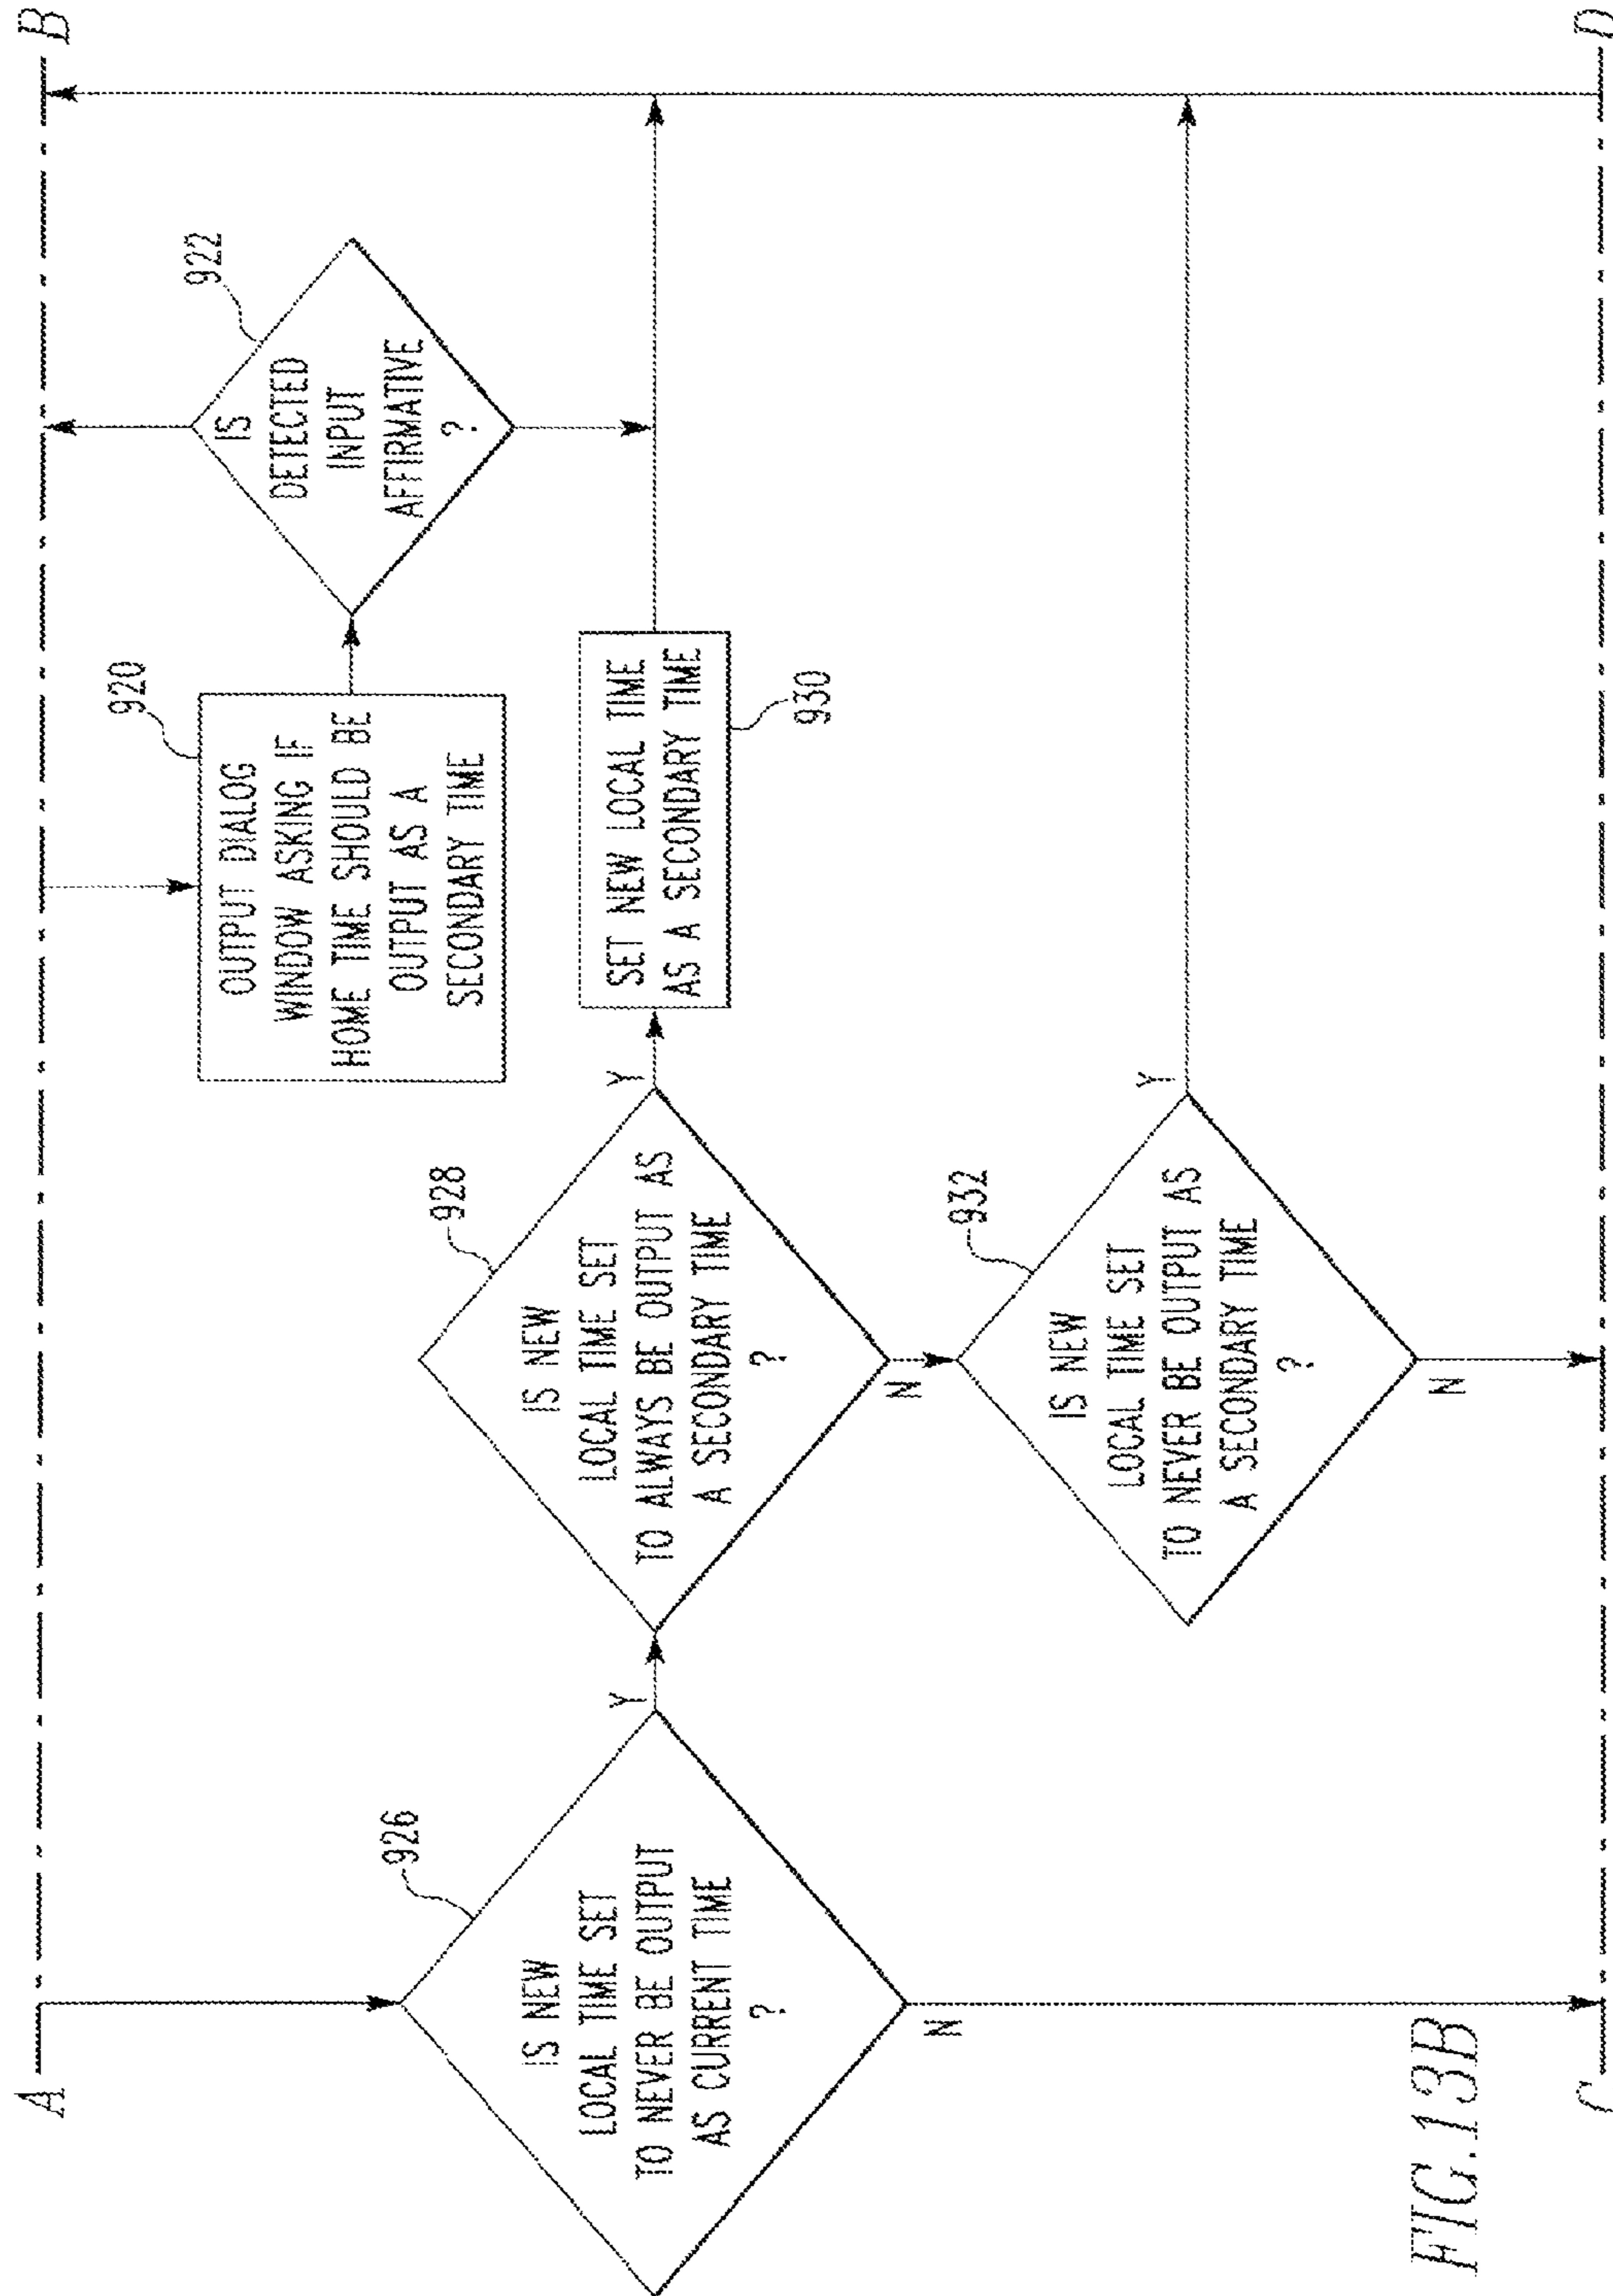 A
B
920
OUTPUT DIALOG
WINDOW ASKING IF
HOME TIME SHOULD BE
OUTPUT AS A
SECONDARY TIME
922
IS
DETECTED
INPUT
AFFIRMATIVE
?
926
IS NEW
LOCAL TIME SET
TO NEVER BE OUTPUT
AS CURRENT TIME
?
Y
N
928
IS NEW
LOCAL TIME SET
TO ALWAYS BE OUTPUT AS
A SECONDARY TIME
?
Y
N
SET NEW LOCAL TIME
AS A SECONDARY TIME
930
932
IS NEW
LOCAL TIME SET
TO NEVER BE OUTPUT AS
A SECONDARY TIME
?
Y
N
C
D
FIG.13B